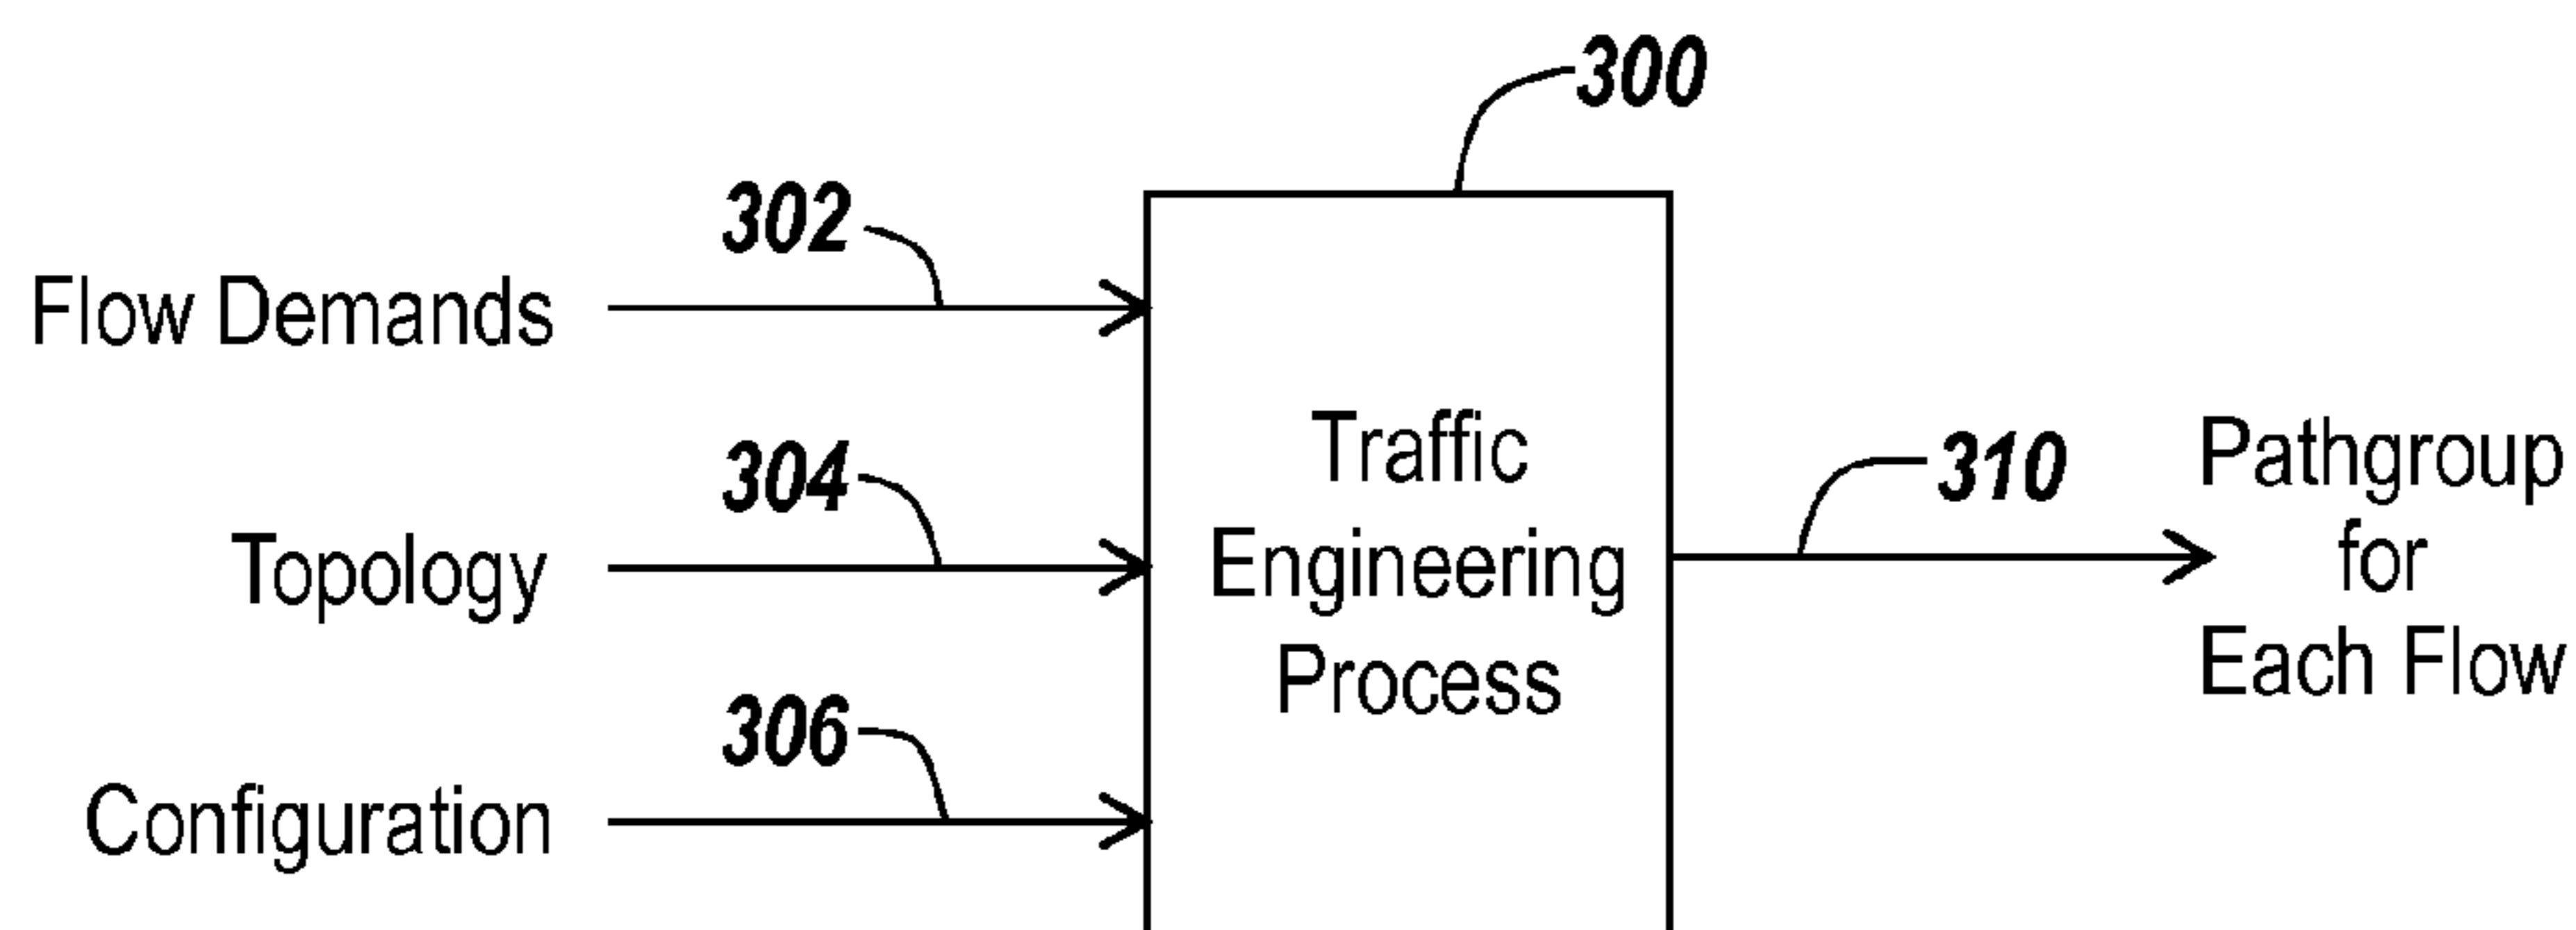 300
302
Flow Demands
304
Topology
306
Configuration
Traffic
Engineering
Process
310
Pathgroup
for
Each Flow